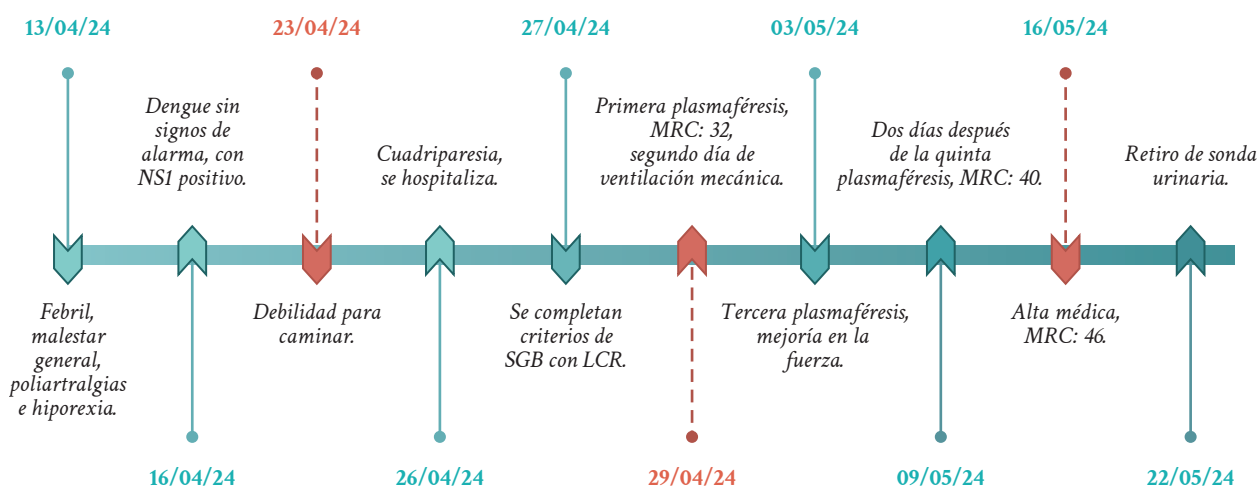 13/04/24
23/04/24
27/04/24
03/05/24
16/05/24
Dengue sin
signos de
alarma, con
NS1 positivo.
Cuadriparesia,
se hospitaliza.
Primera plasmaféresis,
MRC: 32,
segundo día de
ventilación mecánica.
Dos días después
de la quinta
plasmaféresis, MRC: 40.
Retiro de sonda
urinaria.
Febril,
malestar
general,
poliartralgias
e hiporexia.
Debilidad para
caminar.
Se completan
criterios de
SGB con LCR.
Tercera plasmaféresis,
mejoría en la
fuerza.
Alta médica,
MRC: 46.
16/04/24
26/04/24
29/04/24
09/05/24
22/05/24